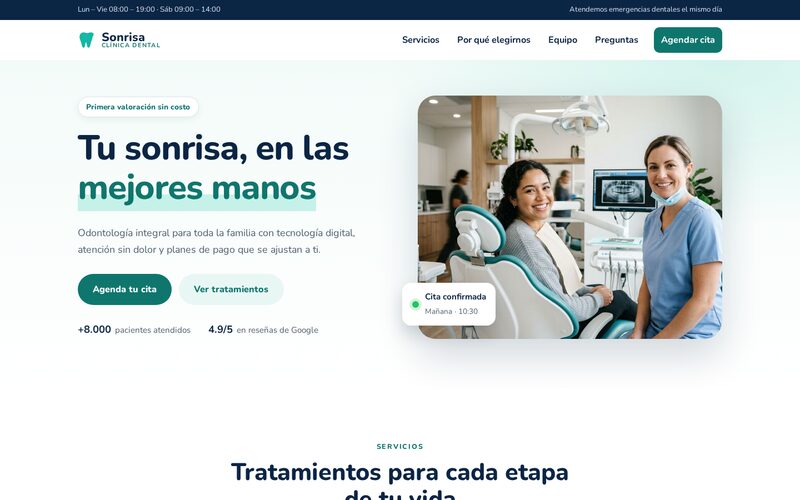 Lun – Vie 08:00 – 19:00 · Sáb 09:00 – 14:00
Atendemos emergencias dentales el mismo día
Sonrisa
CLÍNICA DENTAL
Servicios
Por qué elegirnos
Equipo
Preguntas
Agendar cita
Primera valoración sin costo
Tu sonrisa, en las
mejores manos
Odontología integral para toda la familia con tecnología digital,
atención sin dolor y planes de pago que se ajustan a ti.
Agenda tu cita
Ver tratamientos
+8.000 pacientes atendidos
4.9/5 en reseñas de Google
Cita confirmada
Mañana · 10:30
SERVICIOS
Tratamientos para cada etapa
de tu vida